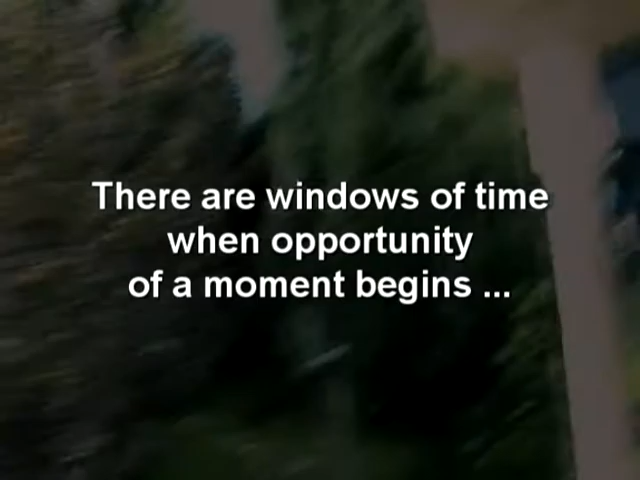 There are windows of time
when opportunity
of a moment begins ...